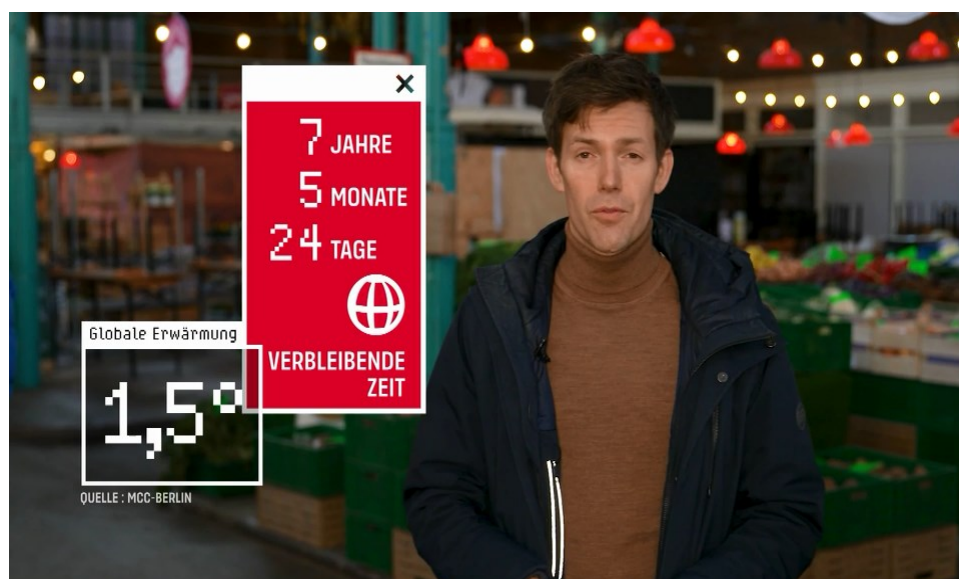 7 JAHRE
5 MONATE
24 TAGE
VERBLEIBENDE
ZEIT
Globale Erwärmung
1,5°
QUELLE : MCC-BERLIN